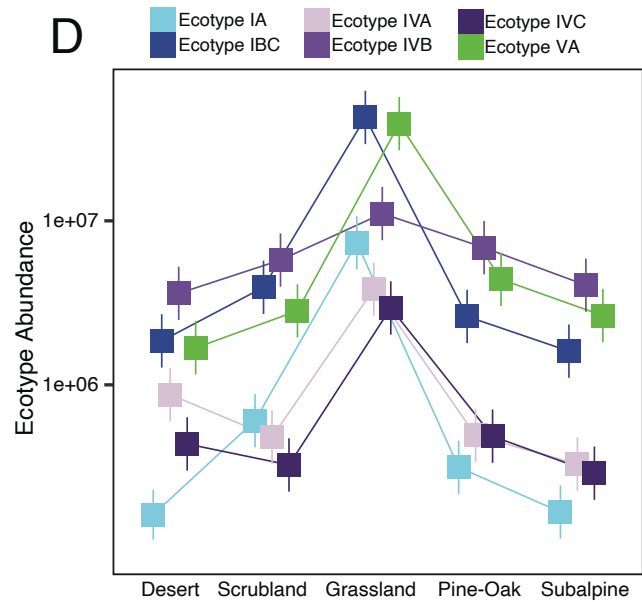 D
Ecotype IA
Ecotype IVA
Ecotype IVC
Ecotype IBC
Ecotype IVB
Ecotype VA
Ecotype Abundance
1e+07
1e+06
Desert Scrubland Grassland Pine-Oak Subalpine